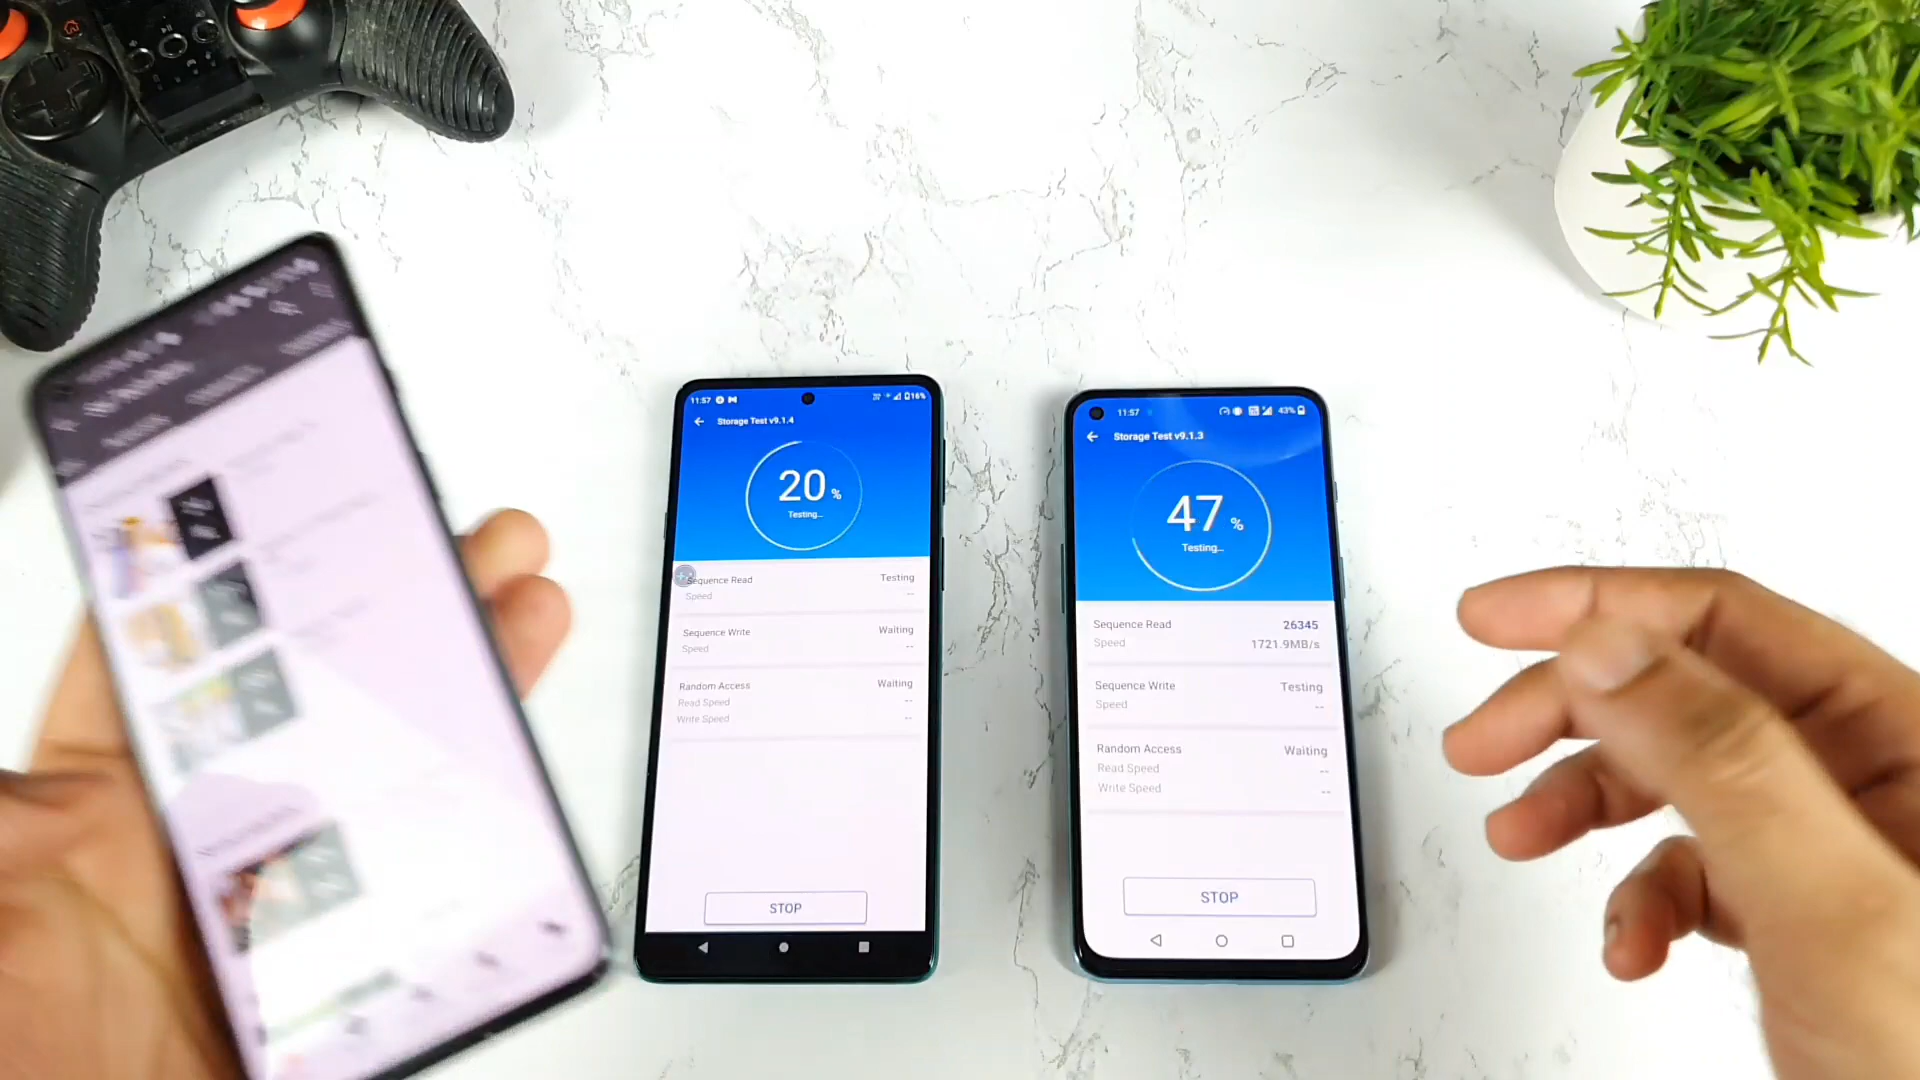 11:57
16%
Storage Test v9.1.4
20 %
Testing...
Sequence Read Testing
Speed --
Sequence Write Waiting
Speed --
Random Access Waiting
Read Speed --
Write Speed --
STOP
11:57
43%
Storage Test v9.1.3
47 %
Testing...
Sequence Read 26345
Speed 1721.9MB/s
Sequence Write Testing
Speed --
Random Access Waiting
Read Speed --
Write Speed --
STOP